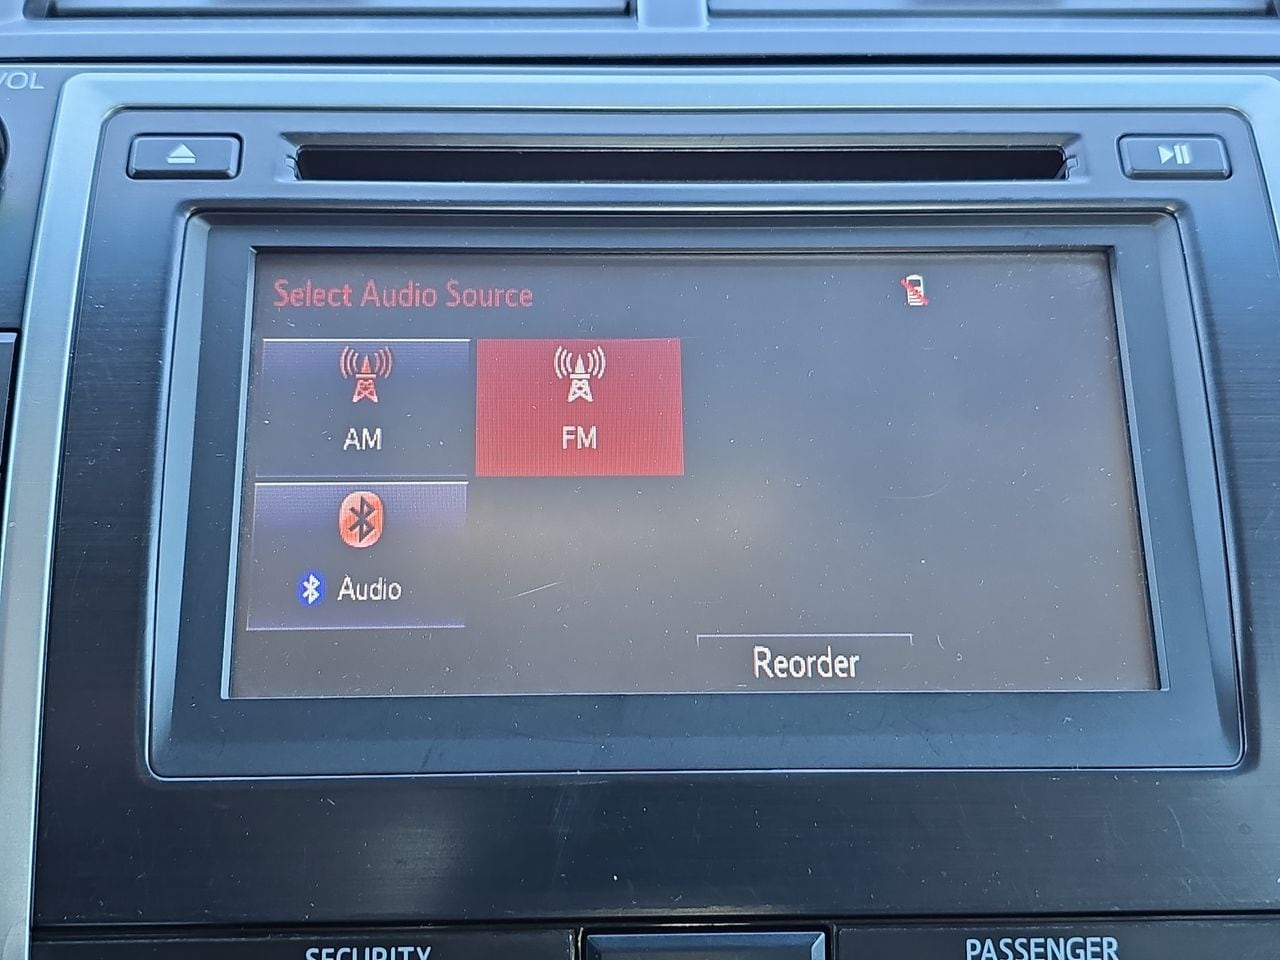 VOL
Select Audio Source
AM
FM
Audio
Reorder
SECURITY
PASSENGER